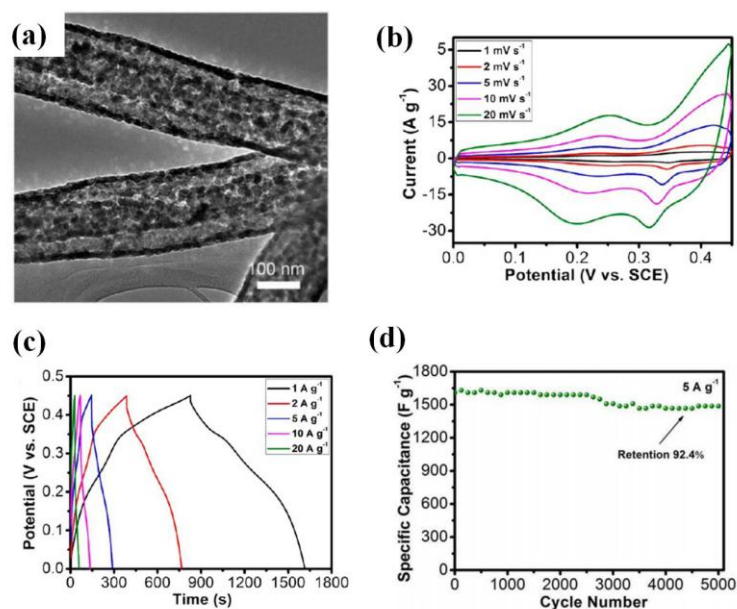 (a)
100 nm
(b)
1 mV s⁻¹
2 mV s⁻¹
5 mV s⁻¹
10 mV s⁻¹
20 mV s⁻¹
Current (A g⁻¹)
45
30
15
0
-15
-30
0.0 0.1 0.2 0.3 0.4
Potential (V vs. SCE)
(c)
1 A g⁻¹
2 A g⁻¹
5 A g⁻¹
10 A g⁻¹
20 A g⁻¹
Potential (V vs. SCE)
0.5
0.4
0.3
0.2
0.1
0.0
0 300 600 900 1200 1500 1800
Time (s)
(d)
5 A g⁻¹
Retention 92.4%
Specific Capacitance (F g⁻¹)
1800
1500
1200
900
600
300
0
0 1000 2000 3000 4000 5000
Cycle Number